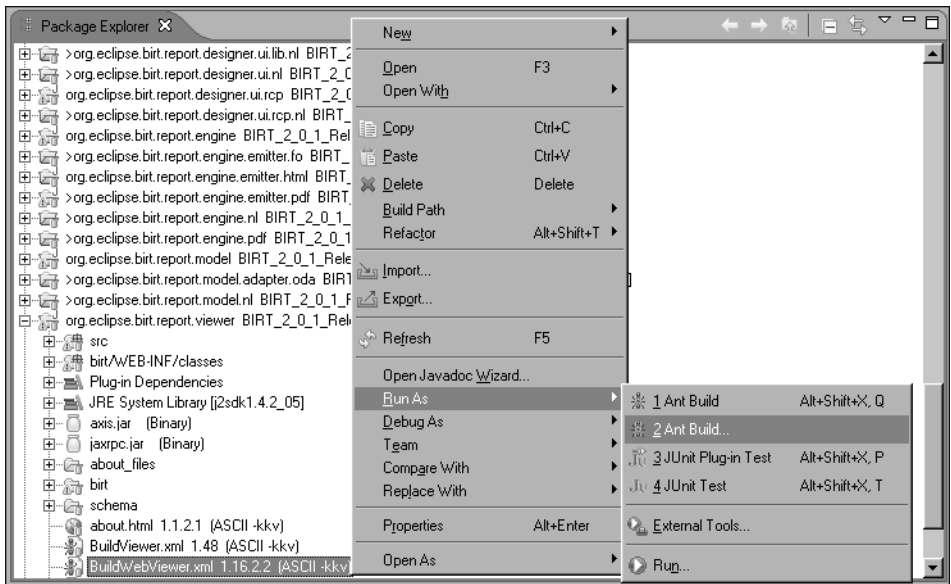 Package Explorer
>org.eclipse.birt.report.designer.ui.lib.nl BIRT_2
>org.eclipse.birt.report.designer.ui.nl BIRT_2_0
org.eclipse.birt.report.designer.ui.rcp BIRT_2_0
>org.eclipse.birt.report.designer.ui.rcp.nl BIRT_
org.eclipse.birt.report.engine BIRT_2_0_1_Rel
>org.eclipse.birt.report.engine.emitter.fo BIRT_
org.eclipse.birt.report.engine.emitter.html BIRT_
>org.eclipse.birt.report.engine.emitter.pdf BIRT_
>org.eclipse.birt.report.engine.nl BIRT_2_0_1_
>org.eclipse.birt.report.engine.pdf BIRT_2_0_1
org.eclipse.birt.report.model BIRT_2_0_1_Rele
>org.eclipse.birt.report.model.adapter.oda BIRT
>org.eclipse.birt.report.model.nl BIRT_2_0_1_R
org.eclipse.birt.report.viewer BIRT_2_0_1_Rel
src
birt/WEB-INF/classes
Plug-in Dependencies
JRE System Library [j2sdk1.4.2_05]
axis.jar (Binary)
jaxrpc.jar (Binary)
about_files
birt
schema
about.html 1.1.2.1 (ASCII -kkv)
BuildViewer.xml 1.48 (ASCII -kkv)
BuildWebViewer.xml 1.16.2.2 (ASCII -kkv)
New
Open F3
Open With
Copy Ctrl+C
Paste Ctrl+V
Delete Delete
Build Path
Refactor Alt+Shift+T
Import...
Export...
Refresh F5
Open Javadoc Wizard...
Run As
Debug As
Team
Compare With
Replace With
Properties Alt+Enter
Open As
1 Ant Build Alt+Shift+X, Q
2 Ant Build...
3 JUnit Plug-in Test Alt+Shift+X, P
4 JUnit Test Alt+Shift+X, T
External Tools...
Run...